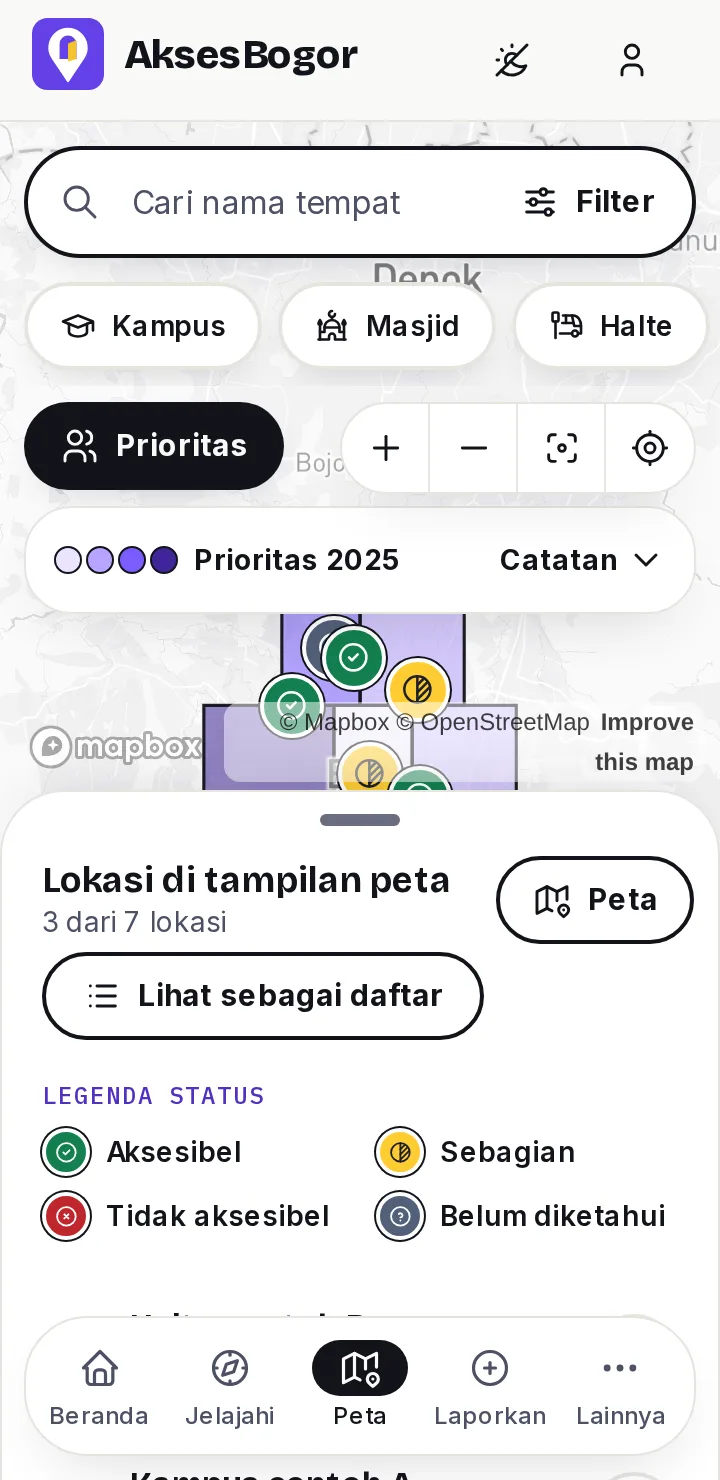 AksesBogor
Cari nama tempat
Filter
Depok
Kampus
Masjid
Halte
Prioritas
Bojo
Prioritas 2025
Catatan
© Mapbox © OpenStreetMap Improve
this map
mapbox
Lokasi di tampilan peta
3 dari 7 lokasi
Peta
Lihat sebagai daftar
LEGENDA STATUS
Aksesibel
Sebagian
Tidak aksesibel
Belum diketahui
Beranda
Jelajahi
Peta
Laporkan
Lainnya
Kampus contoh A